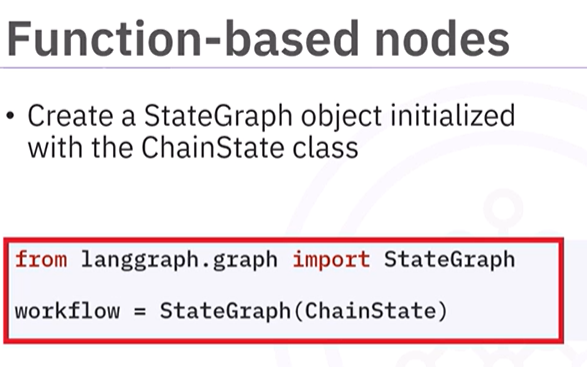 Function-based nodes
• Create a StateGraph object initialized
with the ChainState class
from langgraph.graph import StateGraph
workflow = StateGraph(ChainState)